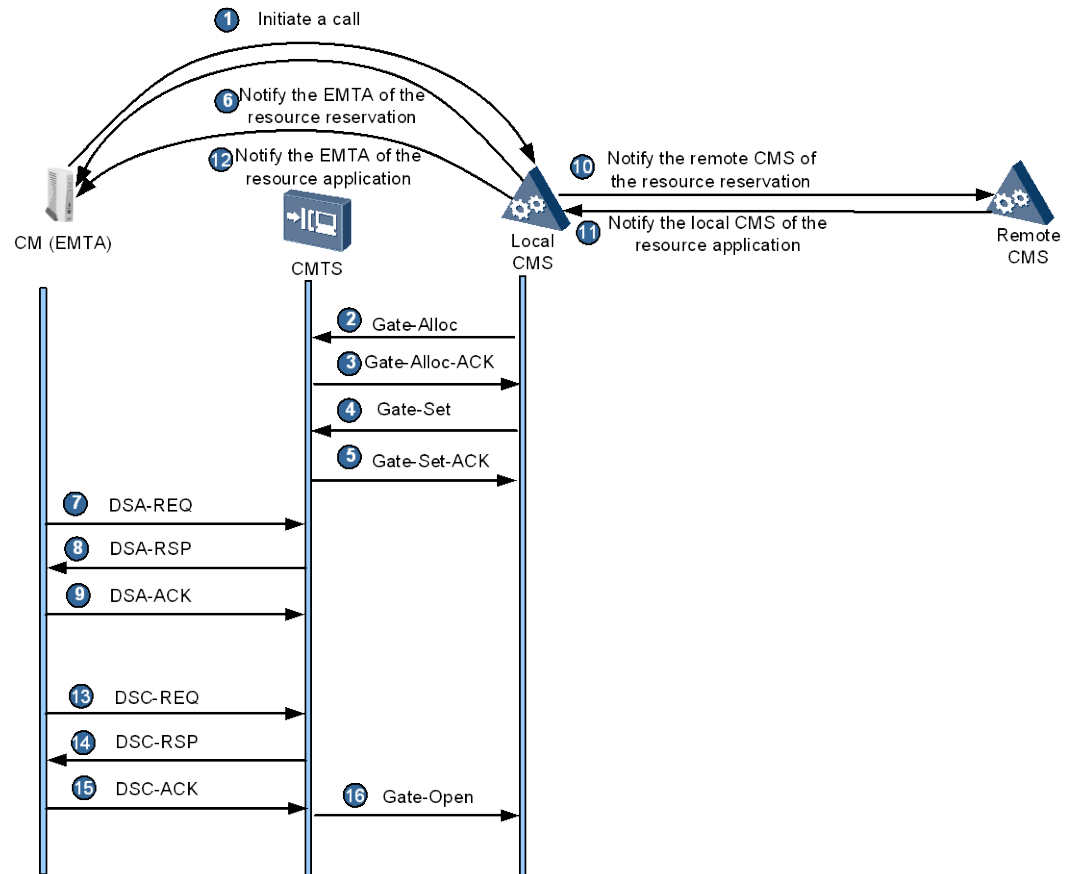 1 Initiate a call
6 Notify the EMTA of the
resource reservation
12 Notify the EMTA of the
resource application
10 Notify the remote CMS of
the resource reservation
11 Notify the local CMS of the
resource application
CM (EMTA)
CMTS
Local
CMS
Remote
CMS
2 Gate-Alloc
3 Gate-Alloc-ACK
4 Gate-Set
5 Gate-Set-ACK
7 DSA-REQ
8 DSA-RSP
9 DSA-ACK
13 DSC-REQ
14 DSC-RSP
15 DSC-ACK
16 Gate-Open